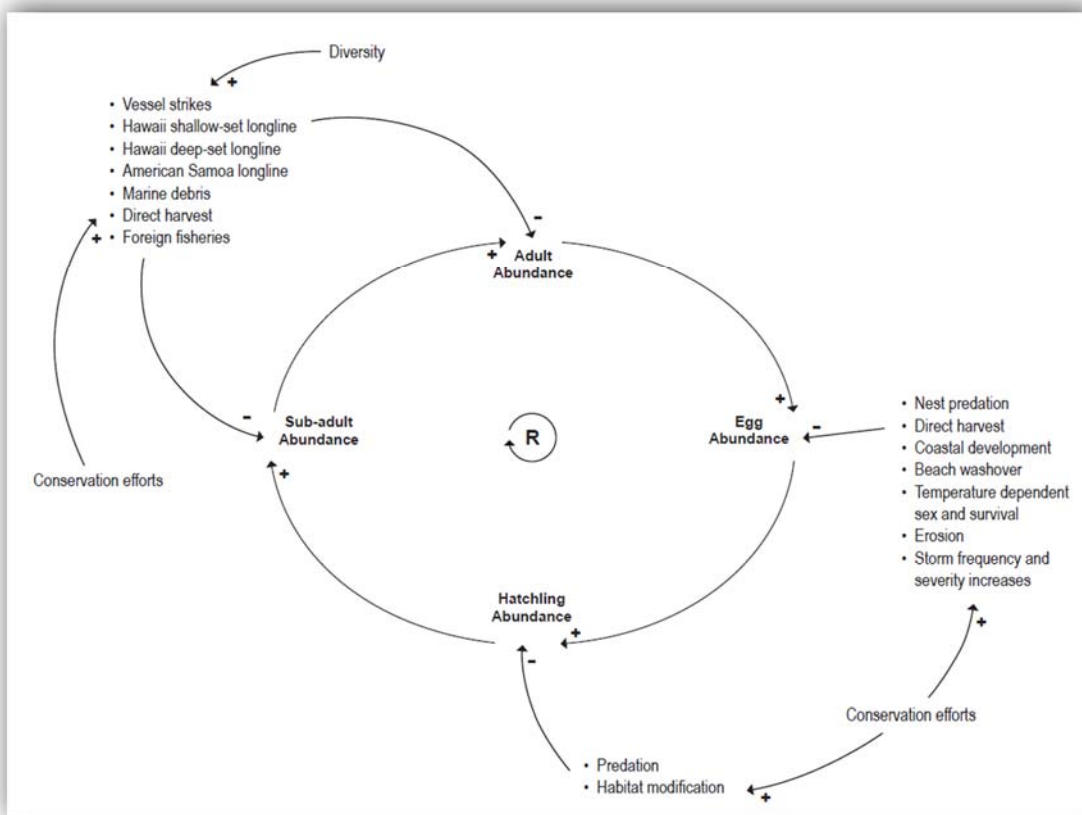 Diversity
+
• Vessel strikes
• Hawaii shallow-set longline
• Hawaii deep-set longline
• American Samoa longline
• Marine debris
• Direct harvest
+ • Foreign fisheries
-
+
Adult
Abundance
-
Sub-adult
Abundance
+
R
+
Egg
Abundance
-
• Nest predation
• Direct harvest
• Coastal development
• Beach washover
• Temperature dependent
sex and survival
• Erosion
• Storm frequency and
severity increases
Conservation efforts
Hatchling
Abundance
+
-
+
Conservation efforts
• Predation
• Habitat modification
+